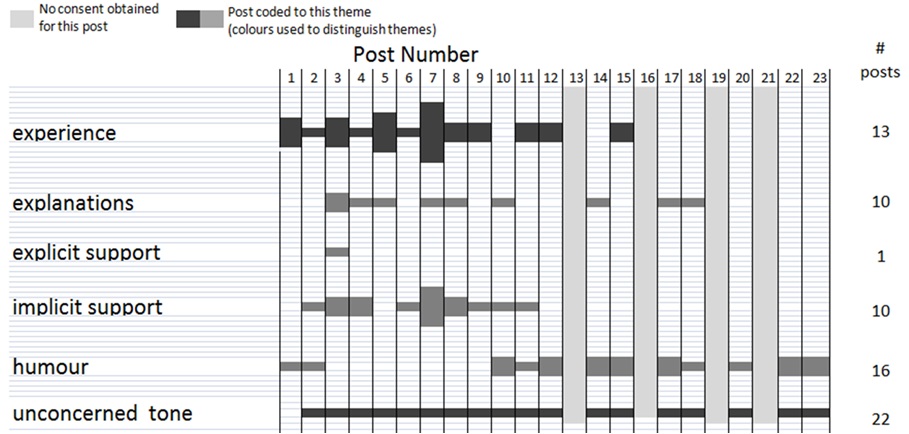 No consent obtained
for this post
Post coded to this theme
(colours used to distinguish themes)
Post Number
#
posts
1 2 3 4 5 6 7 8 9 10 11 12 13 14 15 16 17 18 19 20 21 22 23
experience 13
explanations 10
explicit support 1
implicit support 10
humour 16
unconcerned tone 22